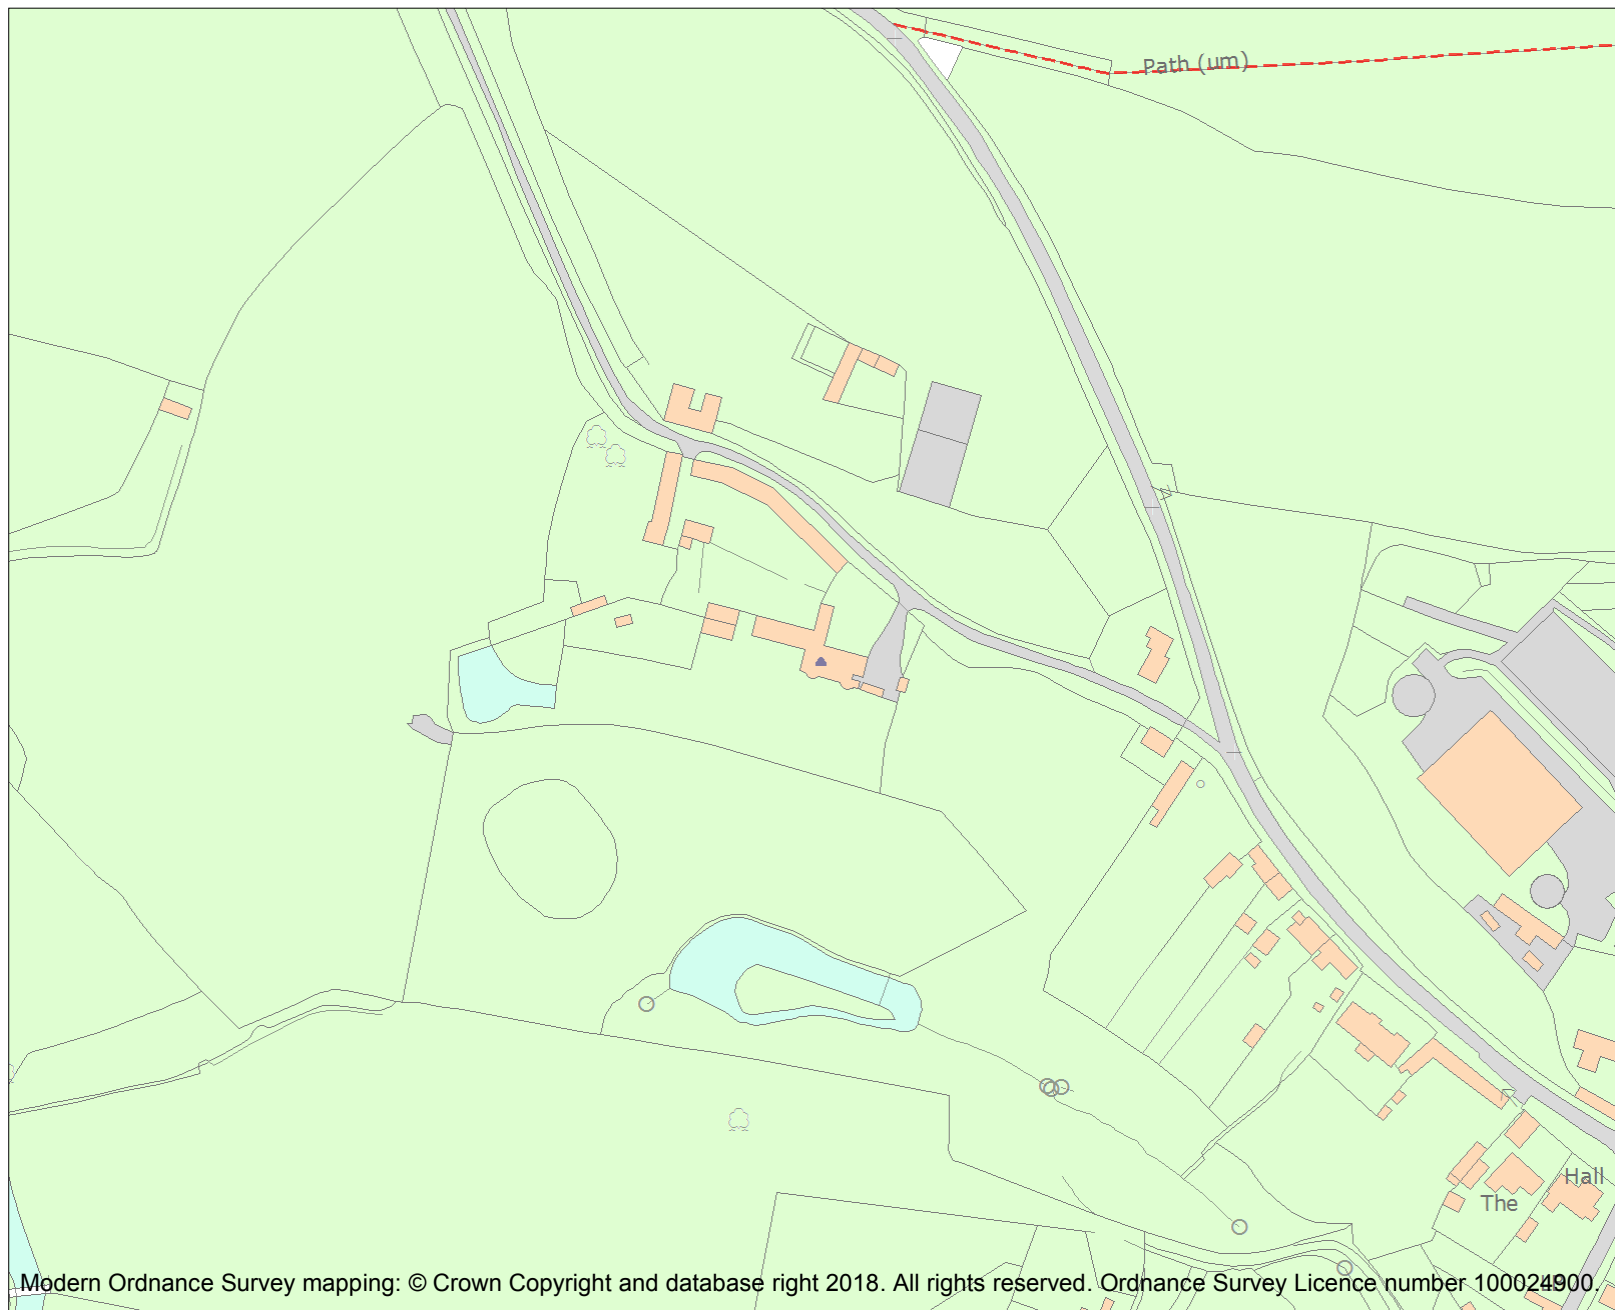 Path (um)
Hall
The
Modern Ordnance Survey mapping: © Crown Copyright and database right 2018. All rights reserved. Ordnance Survey Licence number 100024900.